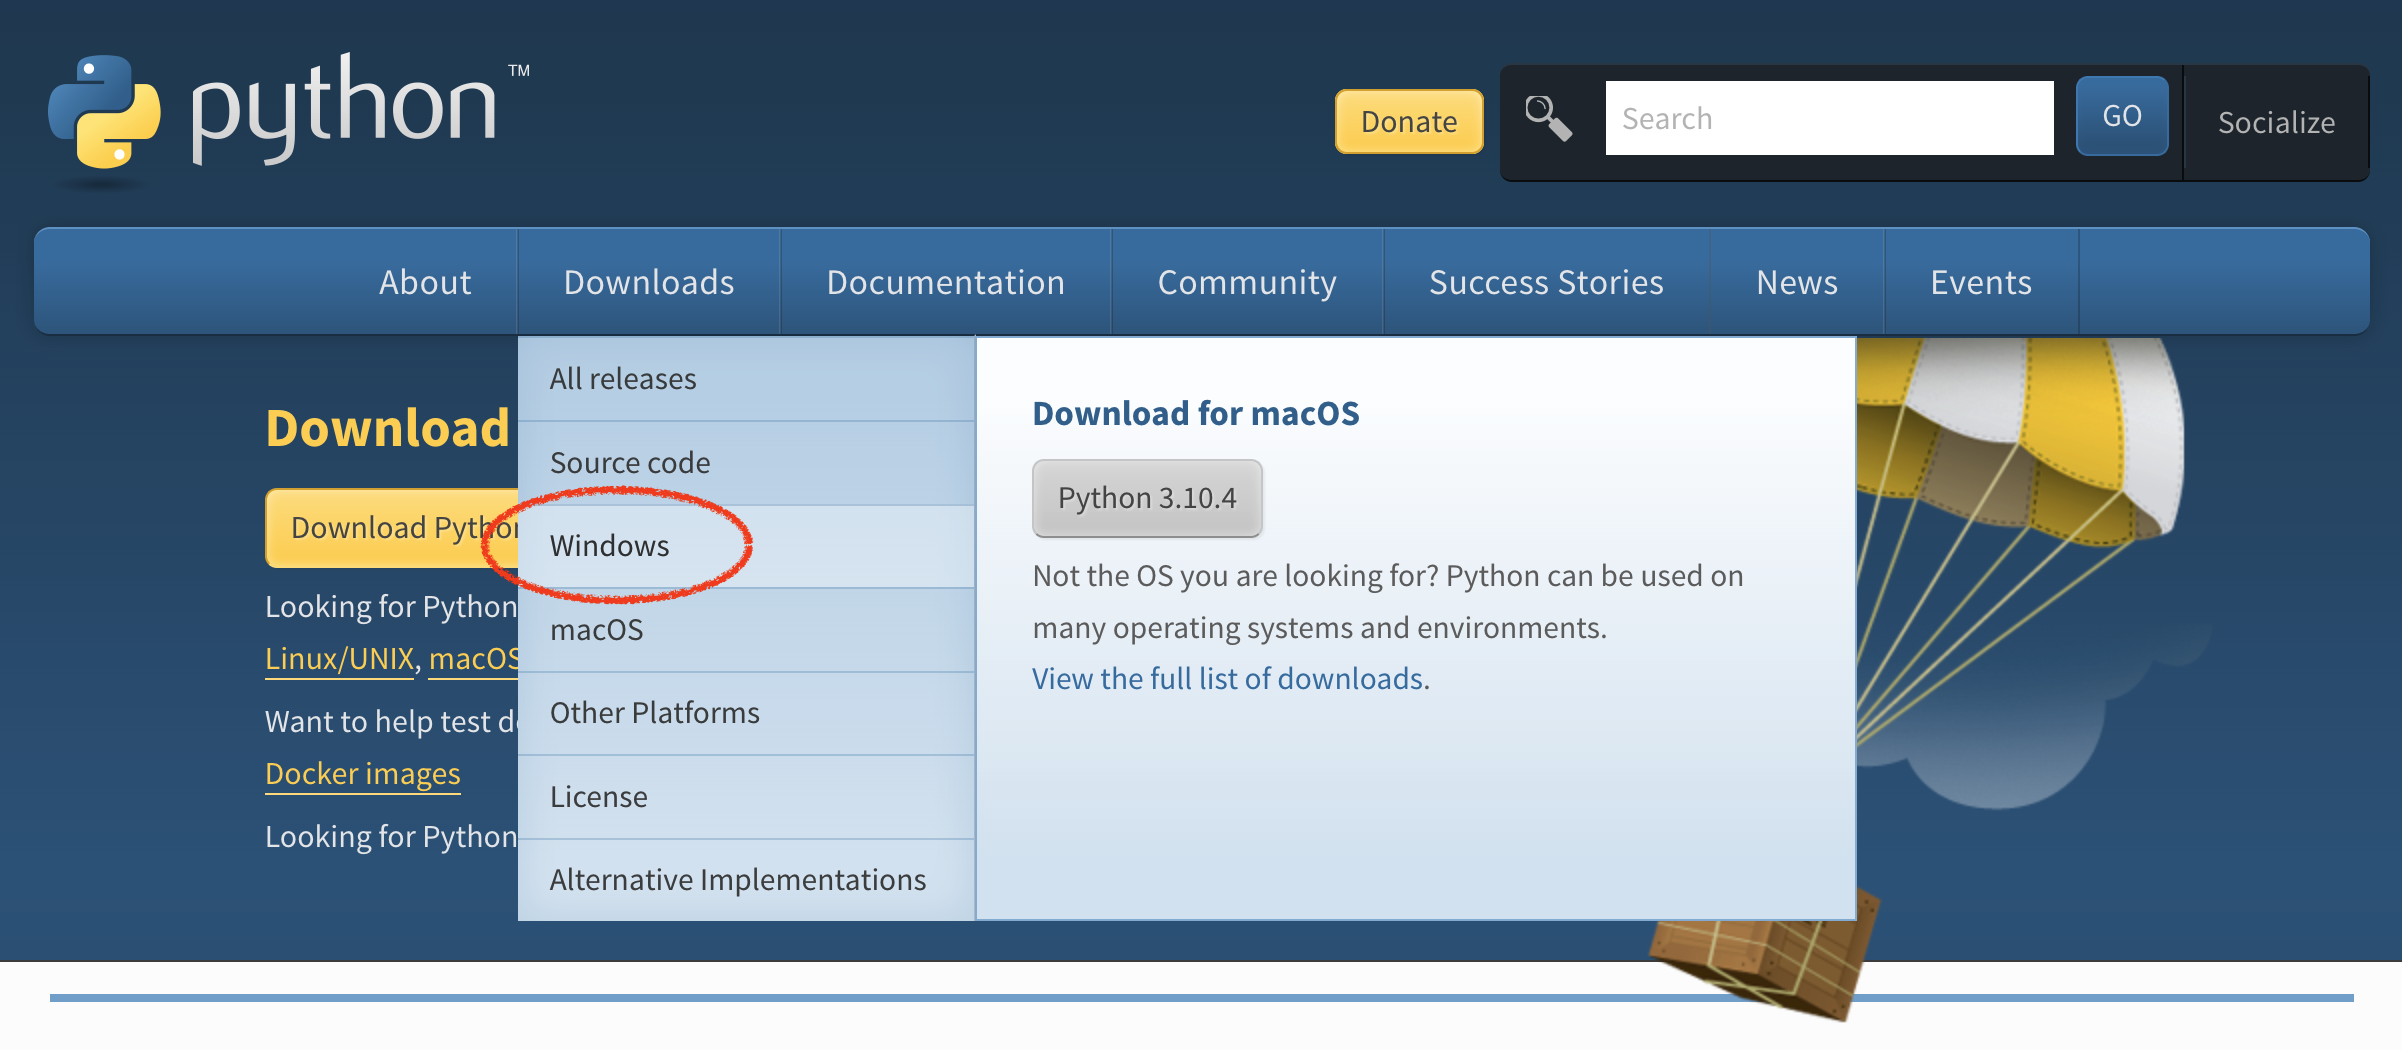 python™
Donate
Search
GO
Socialize
About
Downloads
Documentation
Community
Success Stories
News
Events
Download
Download Python
Looking for Python
Linux/UNIX, macOS
Want to help test
Docker images
Looking for Python
All releases
Source code
Windows
macOS
Other Platforms
License
Alternative Implementations
Download for macOS
Python 3.10.4
Not the OS you are looking for? Python can be used on
many operating systems and environments.
View the full list of downloads.